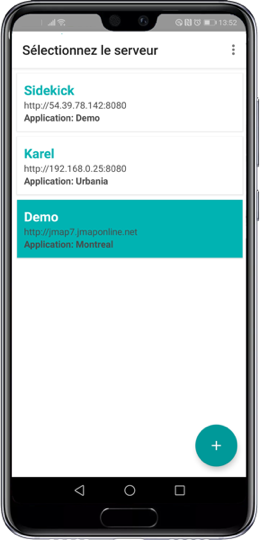 13:52
Sélectionnez le serveur
Sidekick
http://54.39.78.142:8080
Application: Demo
Karel
http://192.168.0.25:8080
Application: Urbania
Demo
http://jmap7.jmaponline.net
Application: Montreal